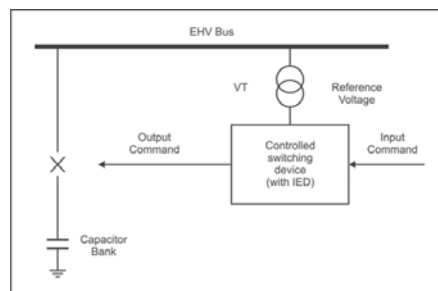 EHV Bus
VT
Reference
Voltage
Output
Command
Controlled
switching
device
(with IED)
Input
Command
Capacitor
Bank